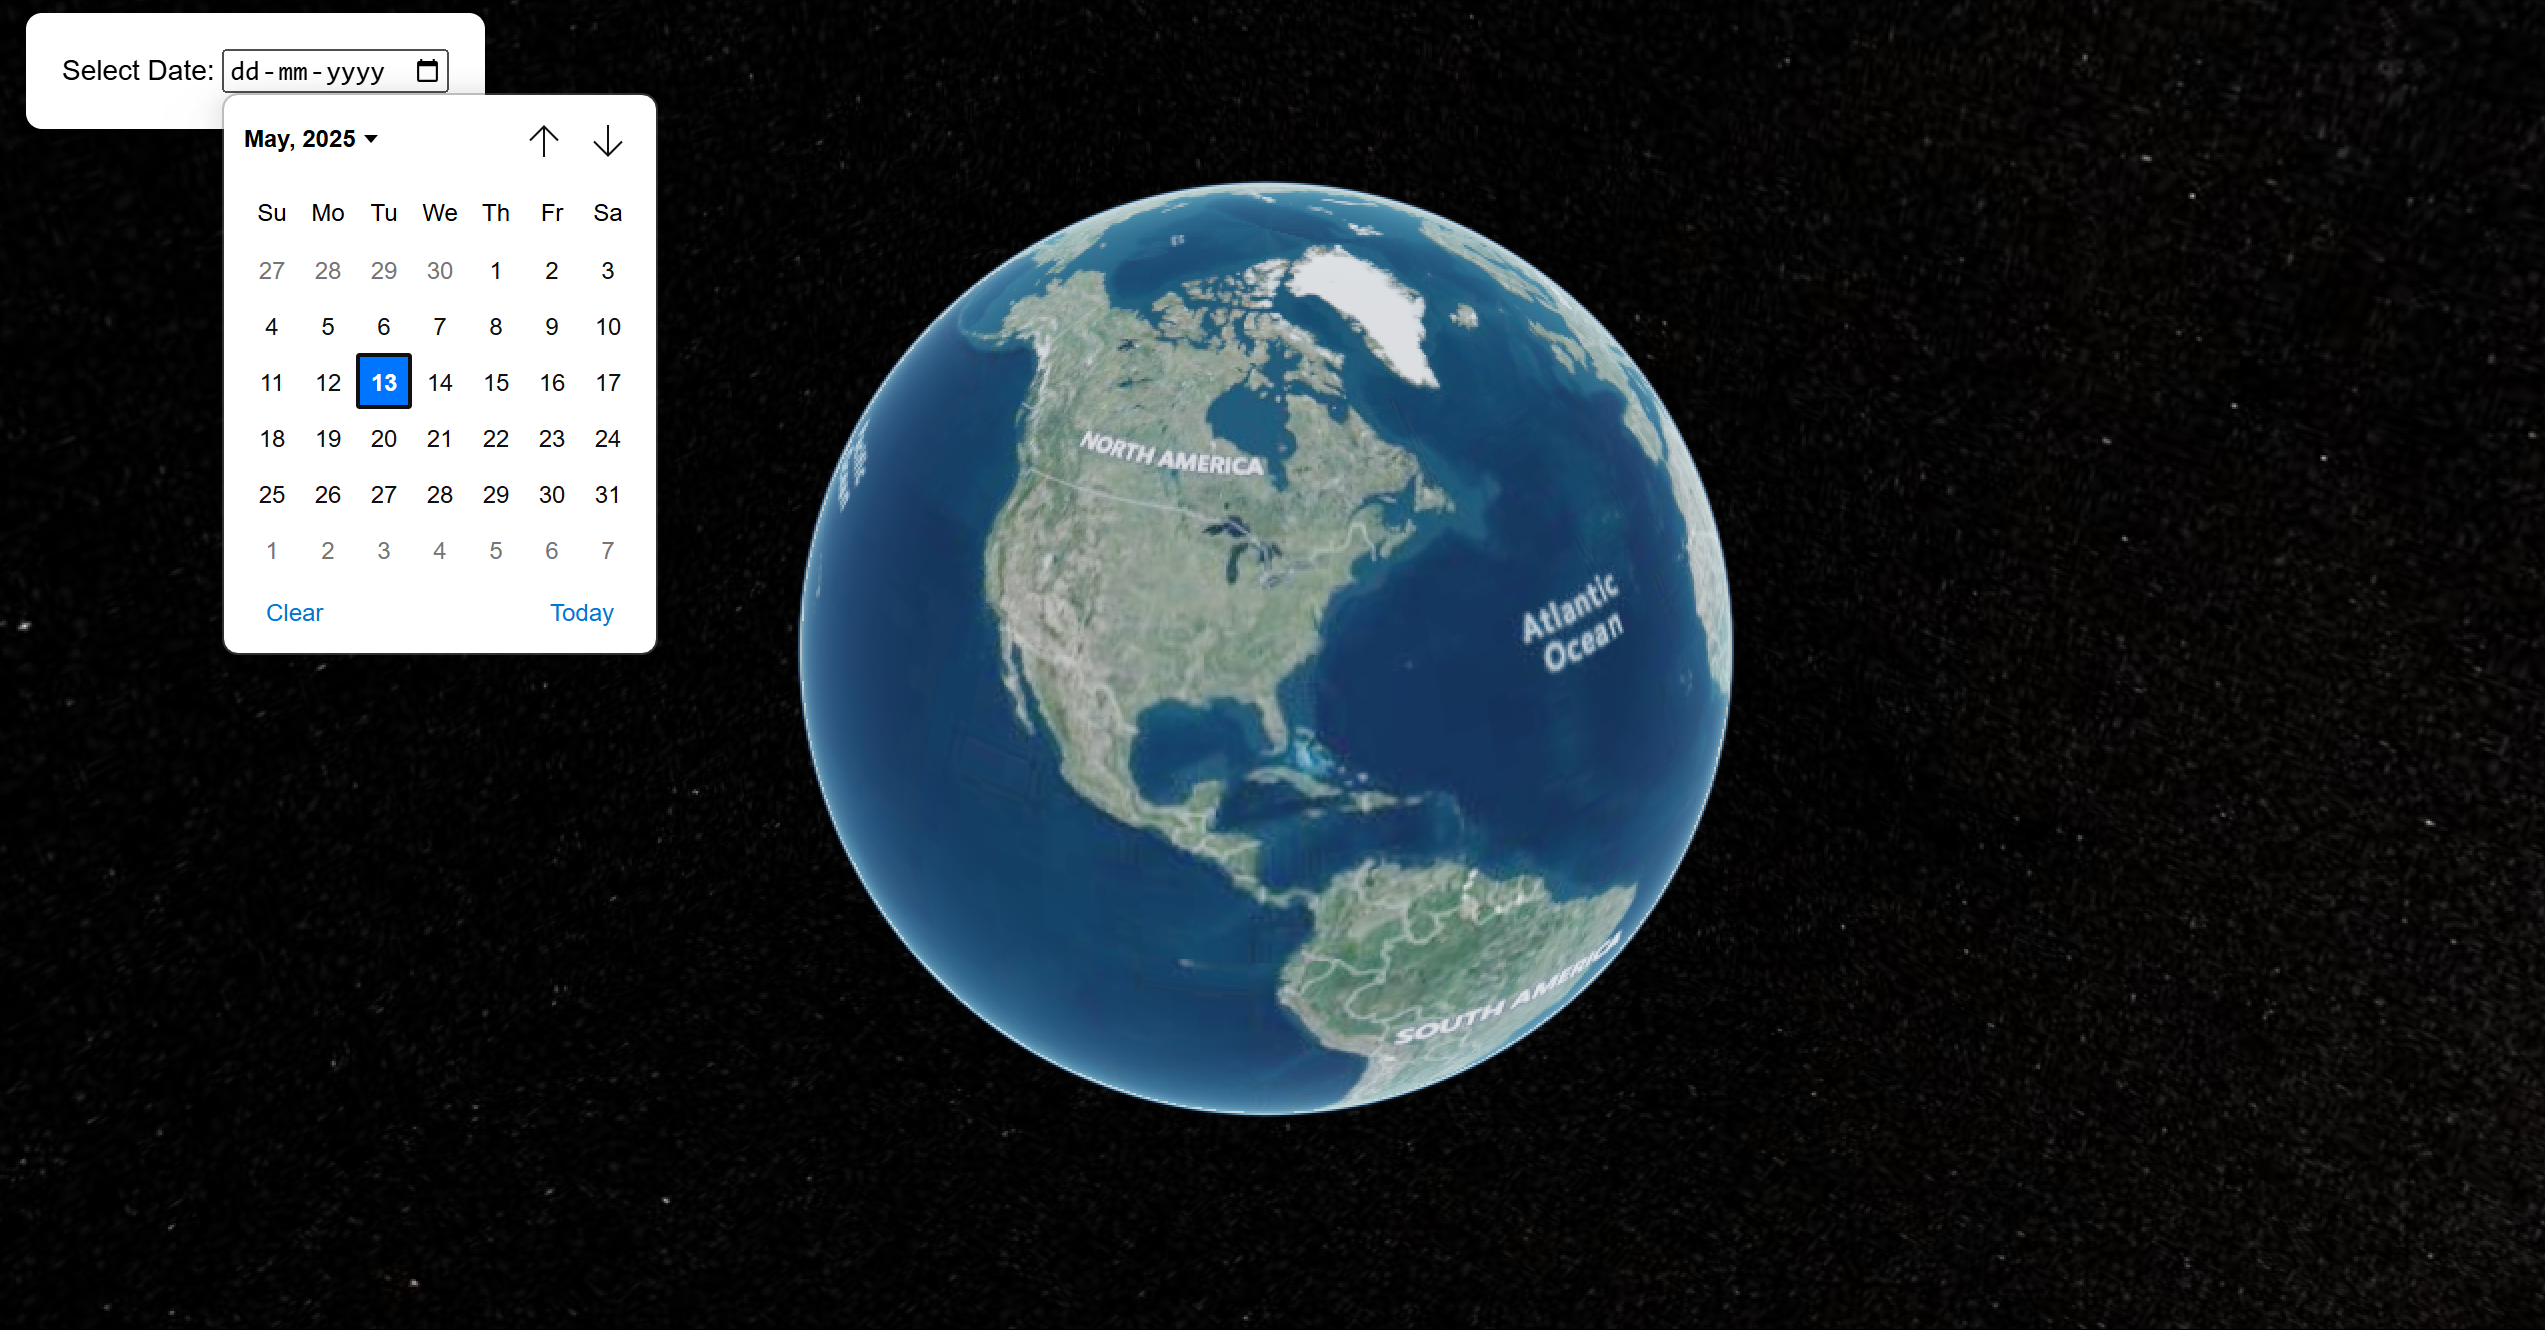 Select Date: dd-mm-yyyy
May, 2025
Su Mo Tu We Th Fr Sa
27 28 29 30 1 2 3
4 5 6 7 8 9 10
11 12 13 14 15 16 17
18 19 20 21 22 23 24
25 26 27 28 29 30 31
1 2 3 4 5 6 7
Clear Today
NORTH AMERICA
Atlantic
Ocean
SOUTH AMERICA